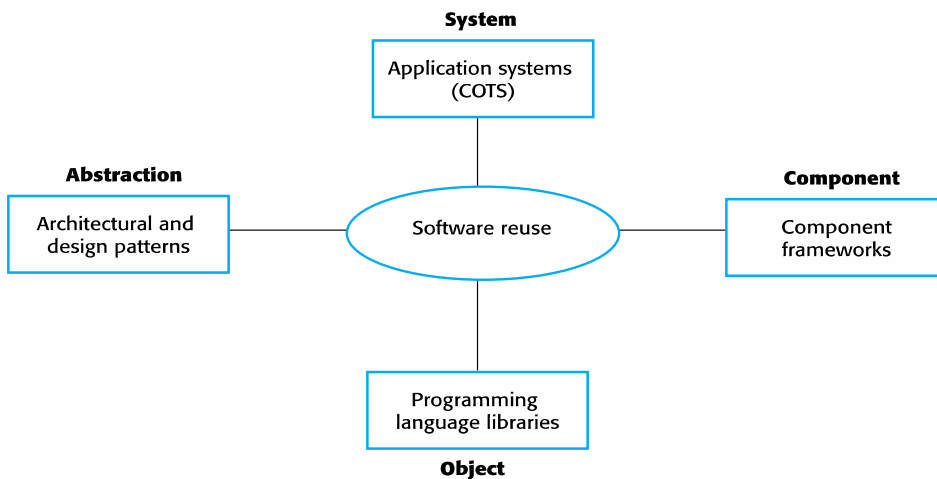 System
Application systems
(COTS)
Abstraction
Architectural and
design patterns
Software reuse
Component
Component
frameworks
Programming
language libraries
Object